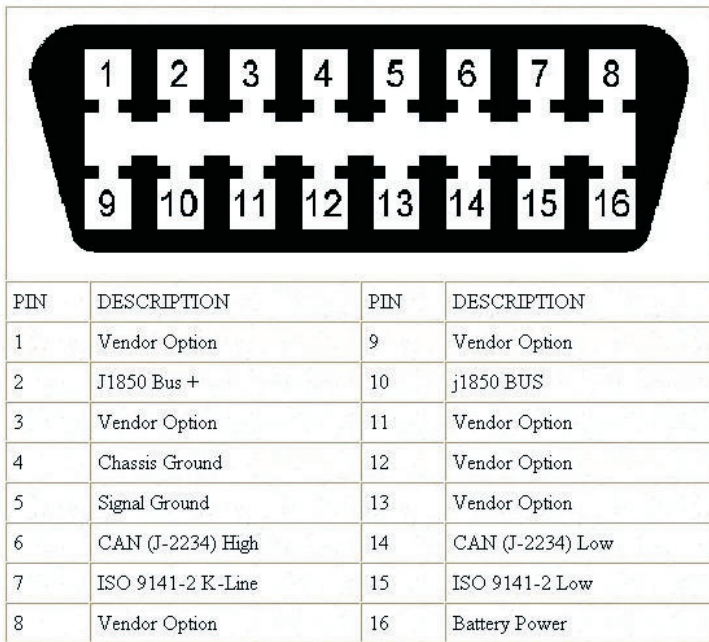 1 2 3 4 5 6 7 8
9 10 11 12 13 14 15 16
PIN DESCRIPTION PIN DESCRIPTION
1 Vendor Option 9 Vendor Option
2 J1850 Bus + 10 j1850 BUS
3 Vendor Option 11 Vendor Option
4 Chassis Ground 12 Vendor Option
5 Signal Ground 13 Vendor Option
6 CAN (J-2234) High 14 CAN (J-2234) Low
7 ISO 9141-2 K-Line 15 ISO 9141-2 Low
8 Vendor Option 16 Battery Power